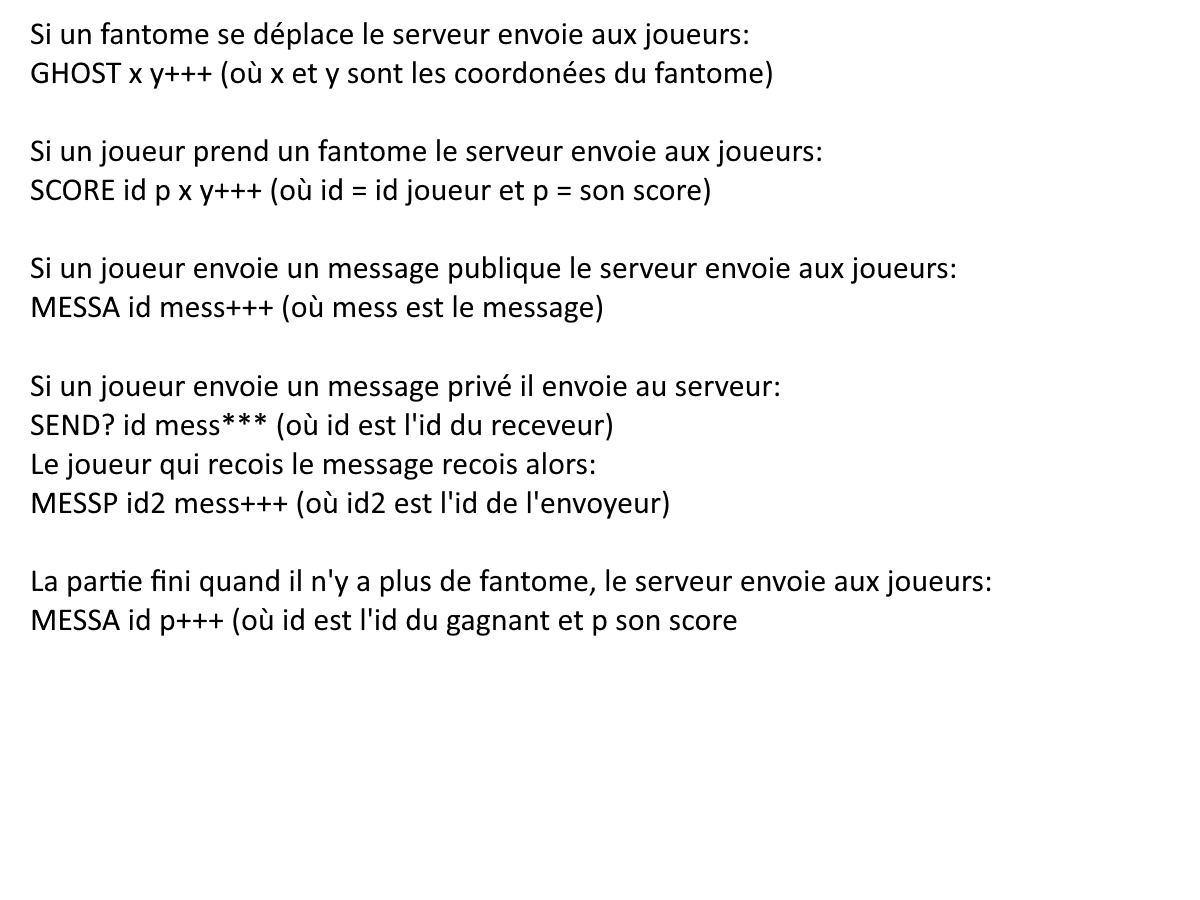 Si un fantome se déplace le serveur envoie aux joueurs:
GHOST x y+++ (où x et y sont les coordonées du fantome)
Si un joueur prend un fantome le serveur envoie aux joueurs:
SCORE id p x y+++ (où id = id joueur et p = son score)
Si un joueur envoie un message publique le serveur envoie aux joueurs:
MESSA id mess+++ (où mess est le message)
Si un joueur envoie un message privé il envoie au serveur:
SEND? id mess*** (où id est l'id du receveur)
Le joueur qui recois le message recois alors:
MESSP id2 mess+++ (où id2 est l'id de l'envoyeur)
La partie fini quand il n'y a plus de fantome, le serveur envoie aux joueurs:
MESSA id p+++ (où id est l'id du gagnant et p son score